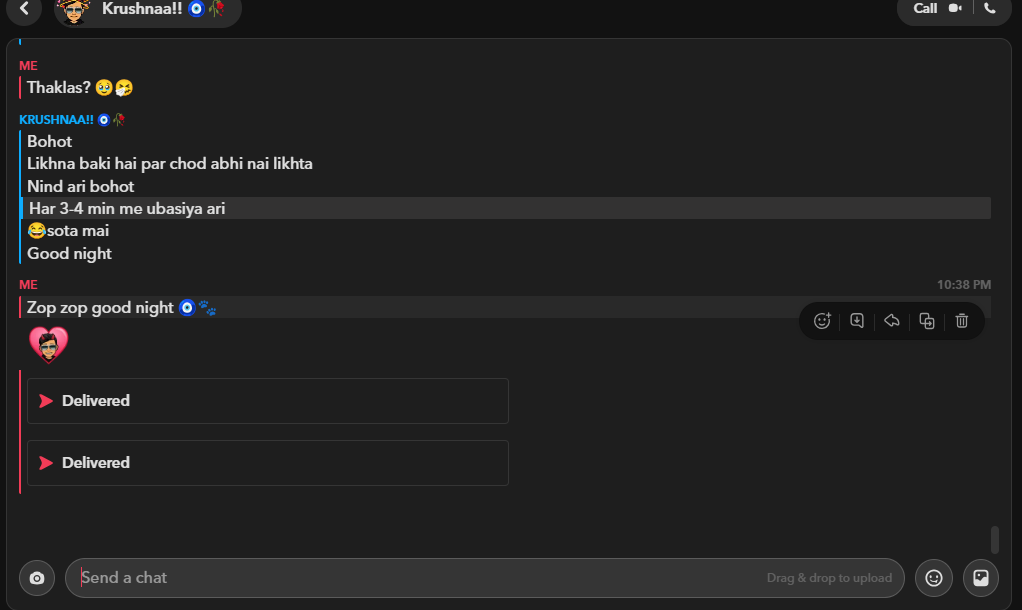 Krushnaa!! 🧿🥀
Call
ME
Thaklas? 🥹🤧
KRUSHNAA!! 🧿🥀
Bohot
Likhna baki hai par chod abhi nai likhta
Nind ari bohot
Har 3-4 min me ubasiya ari
😂sota mai
Good night
ME
10:38 PM
Zop zop good night 🧿🐾
Delivered
Delivered
Send a chat
Drag & drop to upload